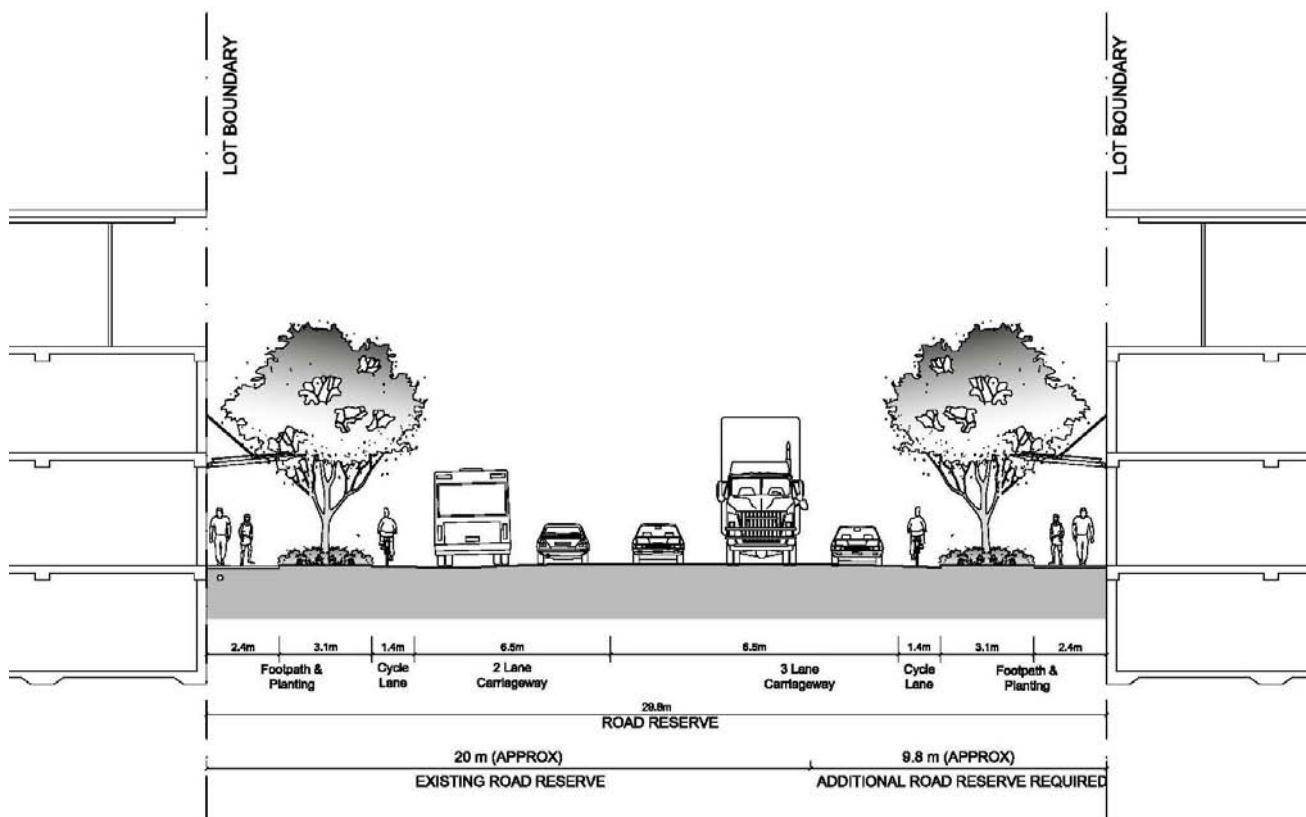 LOT BOUNDARY
LOT BOUNDARY
2.4m 3.1m 1.4m 6.5m 6.5m 1.4m 3.1m 2.4m
Footpath & Planting
Cycle Lane
2 Lane Carriageway
3 Lane Carriageway
Cycle Lane
Footpath & Planting
29.8m
ROAD RESERVE
20 m (APPROX)
EXISTING ROAD RESERVE
9.8 m (APPROX)
ADDITIONAL ROAD RESERVE REQUIRED